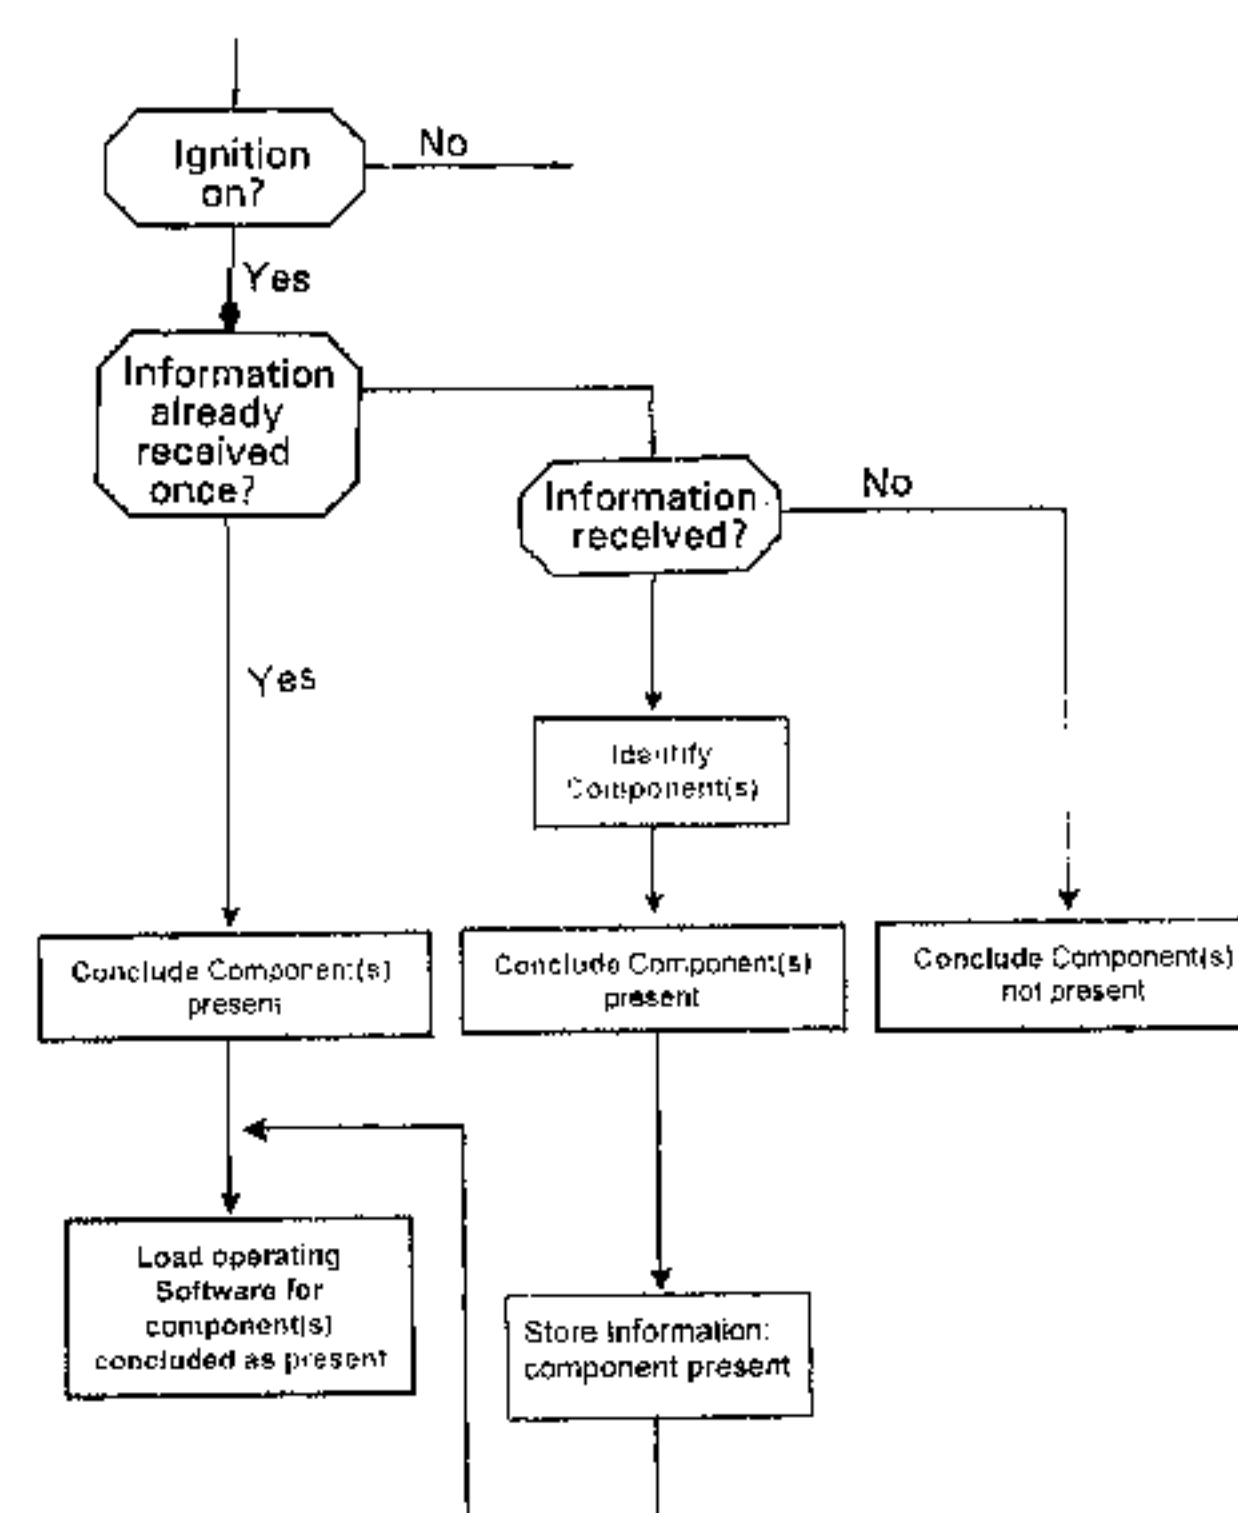 Ignition
on?
No
Yes
Information
already
received
once?
Information
received?
No
Yes
Identify
Component(s)
Conclude Component(s)
present
Conclude Component(s)
present
Conclude Component(s)
not present
Load operating
Software for
component(s)
concluded as present
Store Information:
component present